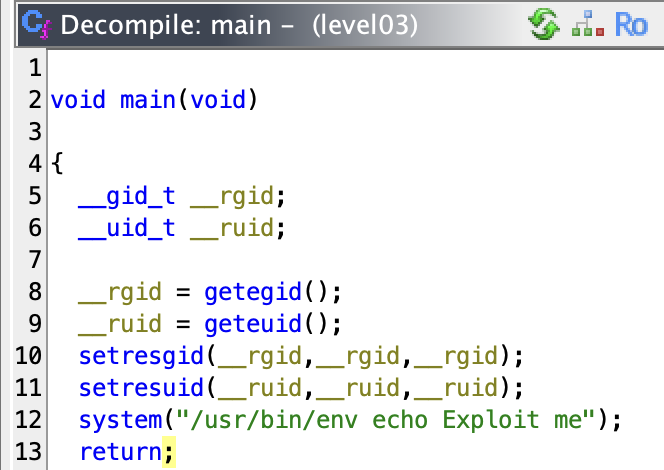 Decompile: main – (level03)
Ro
1
2 void main(void)
3
4 {
5   __gid_t __rgid;
6   __uid_t __ruid;
7
8   __rgid = getegid();
9   __ruid = geteuid();
10   setresgid(__rgid,__rgid,__rgid);
11   setresuid(__ruid,__ruid,__ruid);
12   system("/usr/bin/env echo Exploit me");
13   return;